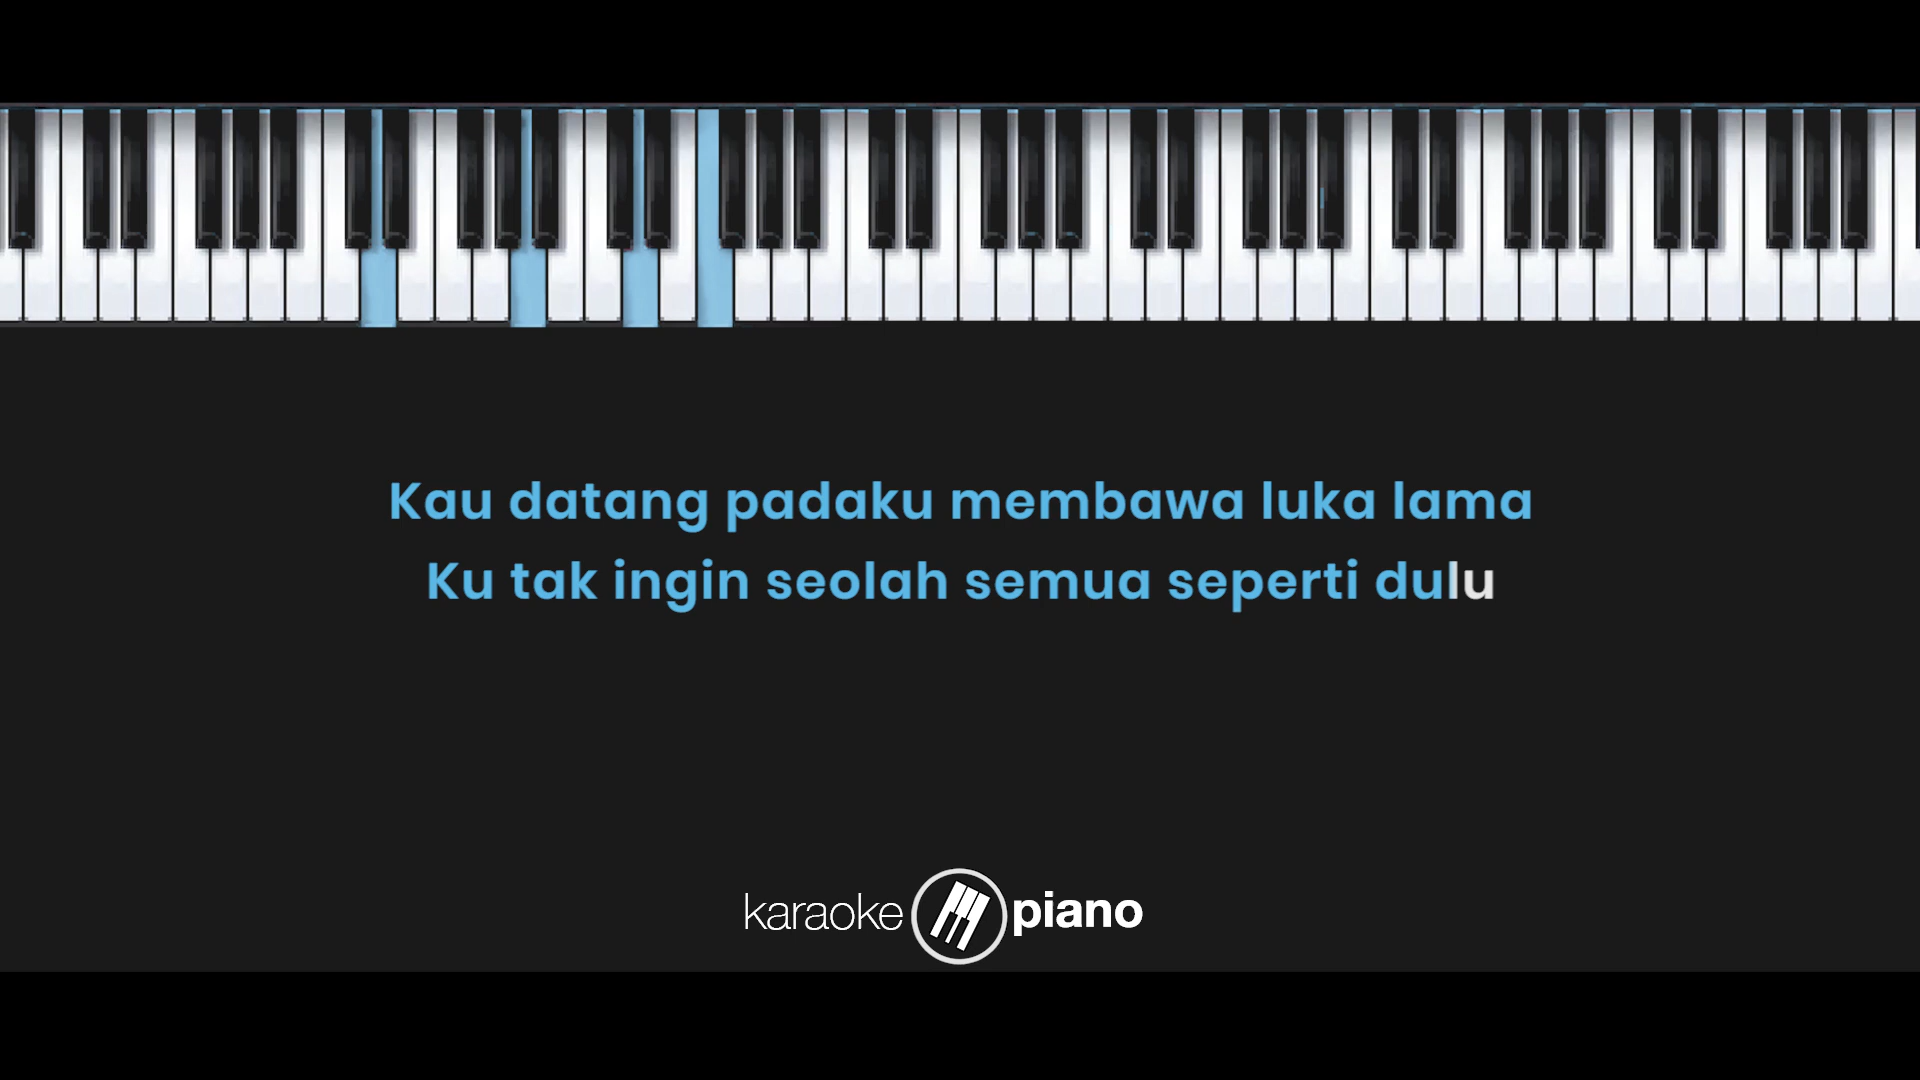 Kau datang padaku membawa luka lama
Ku tak ingin seolah semua seperti dulu
karaoke piano